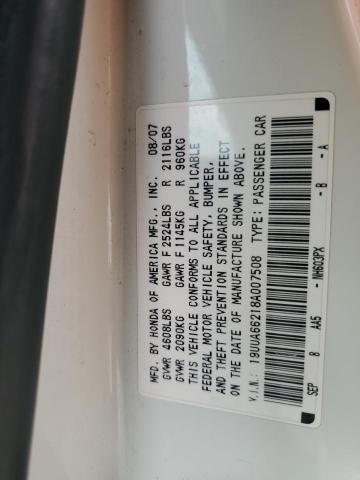 MFD. BY HONDA OF AMERICA MFG., INC. 08/07
GVWR 4608LBS GAWR F 2524LBS R 2116LBS
GVWR 2090KG GAWR F 1145KG R 960KG
THIS VEHICLE CONFORMS TO ALL APPLICABLE
FEDERAL MOTOR VEHICLE SAFETY, BUMPER,
AND THEFT PREVENTION STANDARDS IN EFFECT
ON THE DATE OF MANUFACTURE SHOWN ABOVE.
V.I.N.: 19UUA66218A007508 TYPE: PASSENGER CAR
SEP 8 AA5 -NH603PX -B -A